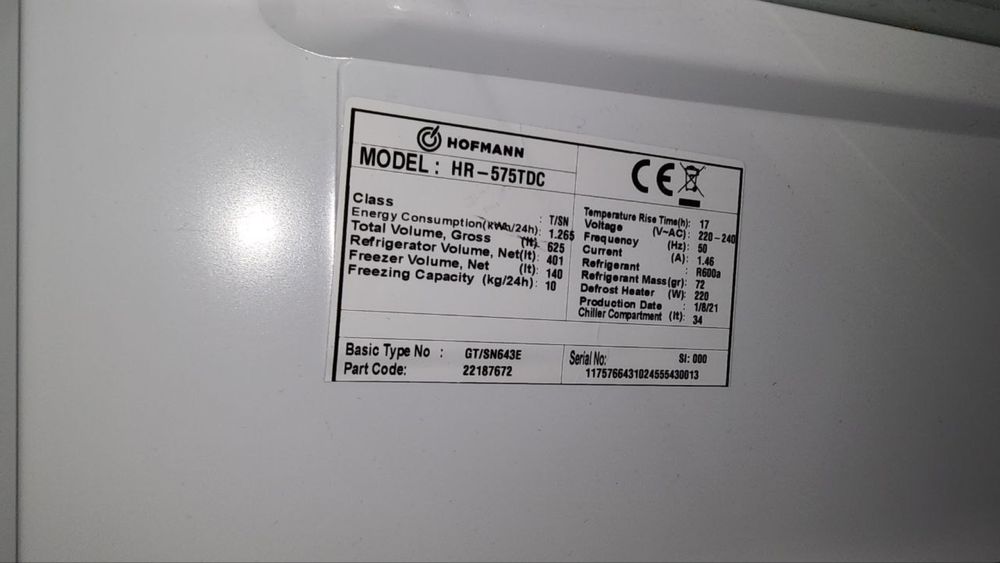 HOFMANN
MODEL: HR-575TDC
CE
Class : T/SN
Energy Consumption(kWh/24h): 1.265
Total Volume, Gross (lt): 625
Refrigerator Volume, Net(lt): 401
Freezer Volume, Net (lt): 140
Freezing Capacity (kg/24h): 10
Temperature Rise Time(h): 17
Voltage (V~AC): 220-240
Frequency (Hz): 50
Current (A): 1.46
Refrigerant : R600a
Refrigerant Mass(gr): 72
Defrost Heater (W): 220
Production Date : 1/8/21
Chiller Compartment (lt): 34
Basic Type No : GT/SN643E
Part Code: 22187672
Serial No: SI: 000
1175766431024555430013